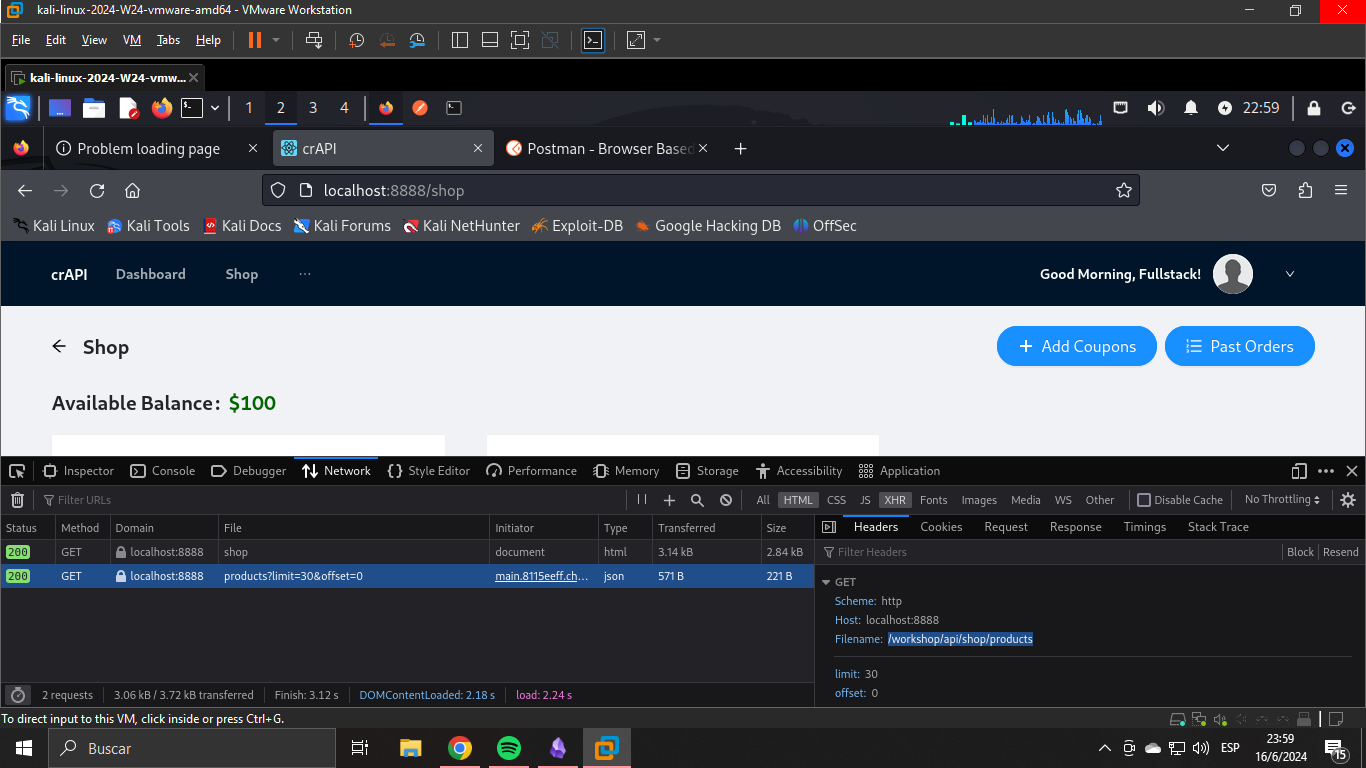 kali-linux-2024-W24-vmware-amd64 - VMware Workstation
File Edit View VM Tabs Help
kali-linux-2024-W24-vmw...
1 2 3 4 22:59
Problem loading page crAPI Postman - Browser Based
localhost:8888/shop
Kali Linux Kali Tools Kali Docs Kali Forums Kali NetHunter Exploit-DB Google Hacking DB OffSec
crAPI Dashboard Shop ··· Good Morning, Fullstack!
Shop + Add Coupons Past Orders
Available Balance: $100
Inspector Console Debugger Network Style Editor Performance Memory Storage Accessibility Application
Filter URLs All HTML CSS JS XHR Fonts Images Media WS Other Disable Cache No Throttling
Status Method Domain File Initiator Type Transferred Size Headers Cookies Request Response Timings Stack Trace
200 GET localhost:8888 shop document html 3.14 kB 2.84 kB Filter Headers Block Resend
200 GET localhost:8888 products?limit=30&offset=0 main.8115eeff.ch... json 571 B 221 B
GET
Scheme: http
Host: localhost:8888
Filename: /workshop/api/shop/products
limit: 30
offset: 0
2 requests 3.06 kB / 3.72 kB transferred Finish: 3.12 s DOMContentLoaded: 2.18 s load: 2.24 s
To direct input to this VM, click inside or press Ctrl+G.
Buscar ESP 23:59
16/6/2024 15